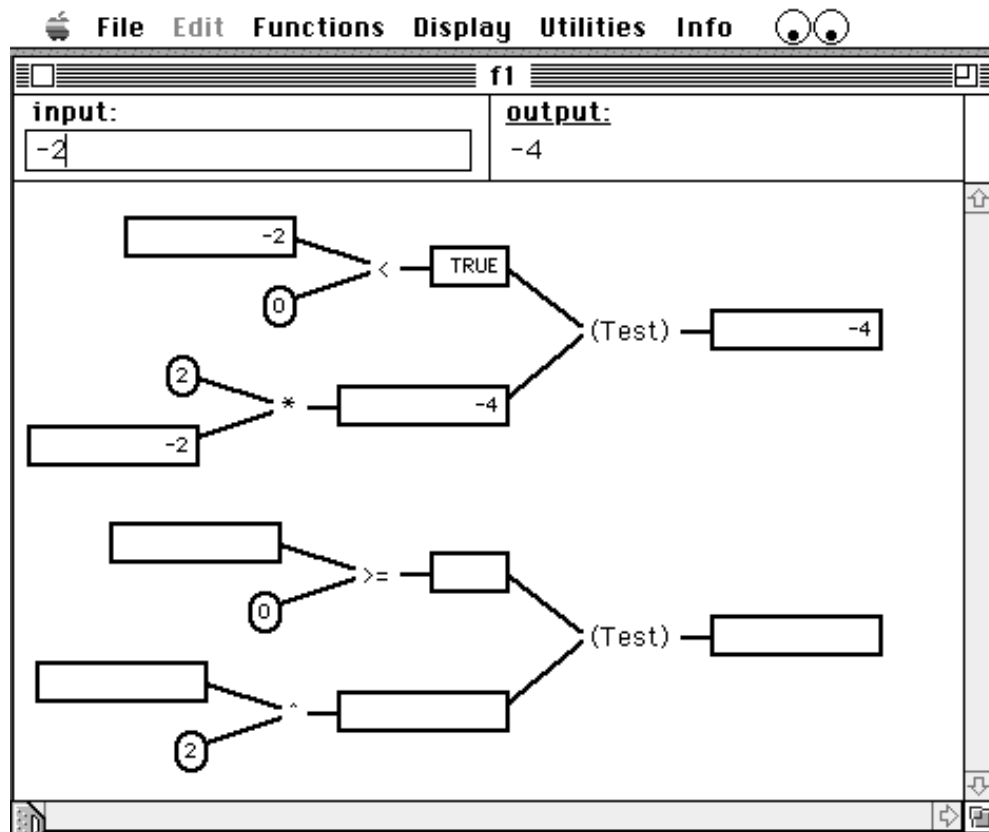 File Edit Functions Display Utilities Info
f1
input: output:
-2 -4
-2
< TRUE
0
(Test) -4
2
* -4
-2
>=
0
(Test)
^
2